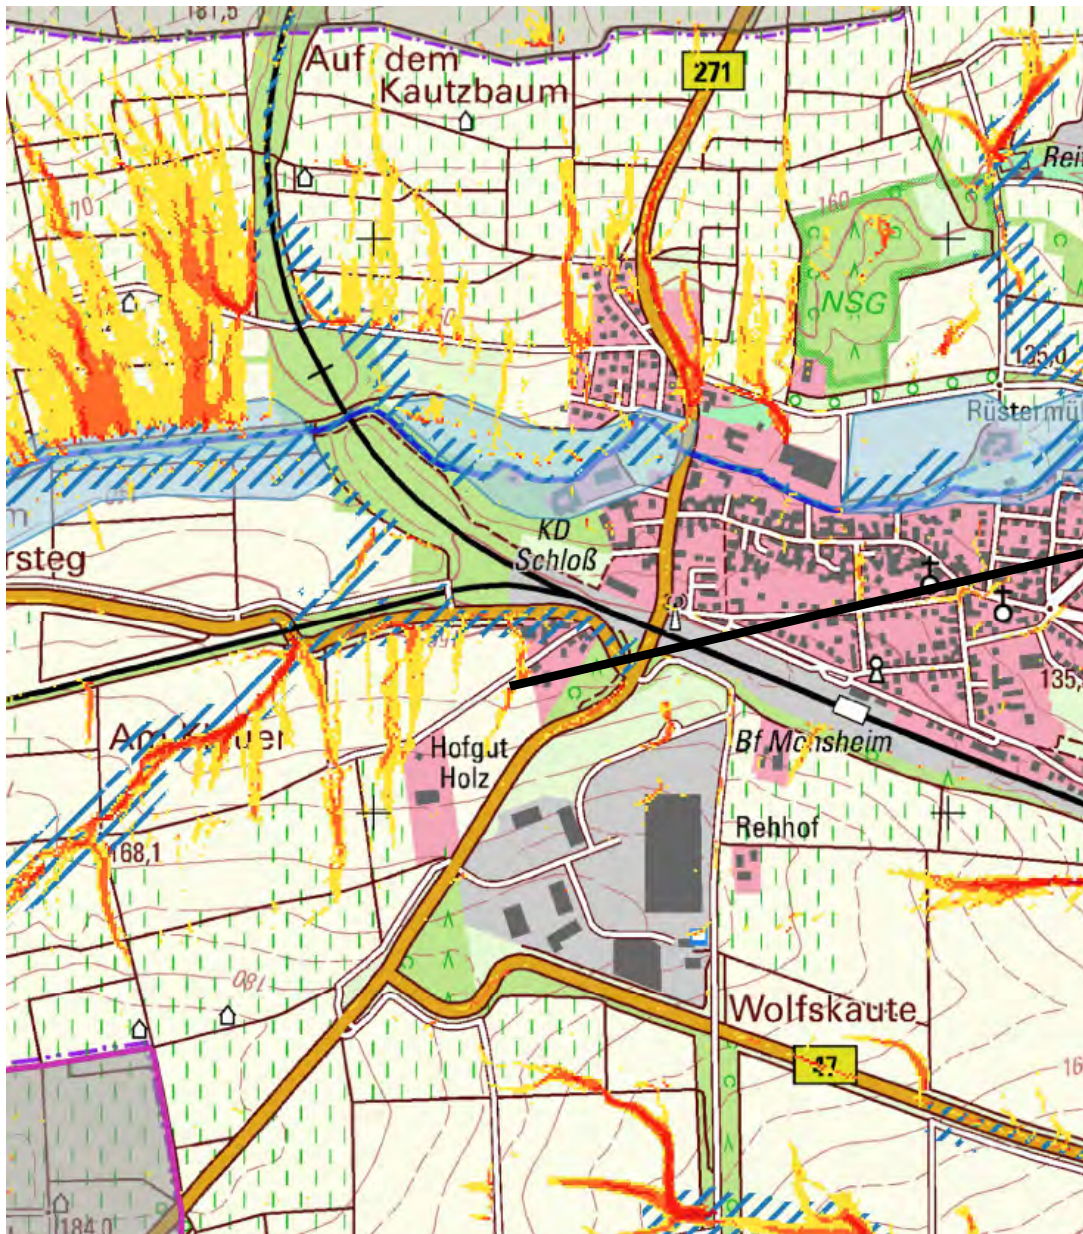 181,5
Auf dem
Kautzbaum
271
Rei
70
160
NSG
135,0
Rüstermü
KD
Schloß
rsteg
135,
Hofgut
Holz
Bf Monsheim
Rehhof
168,1
180
Wolfskaute
47
16
184,0